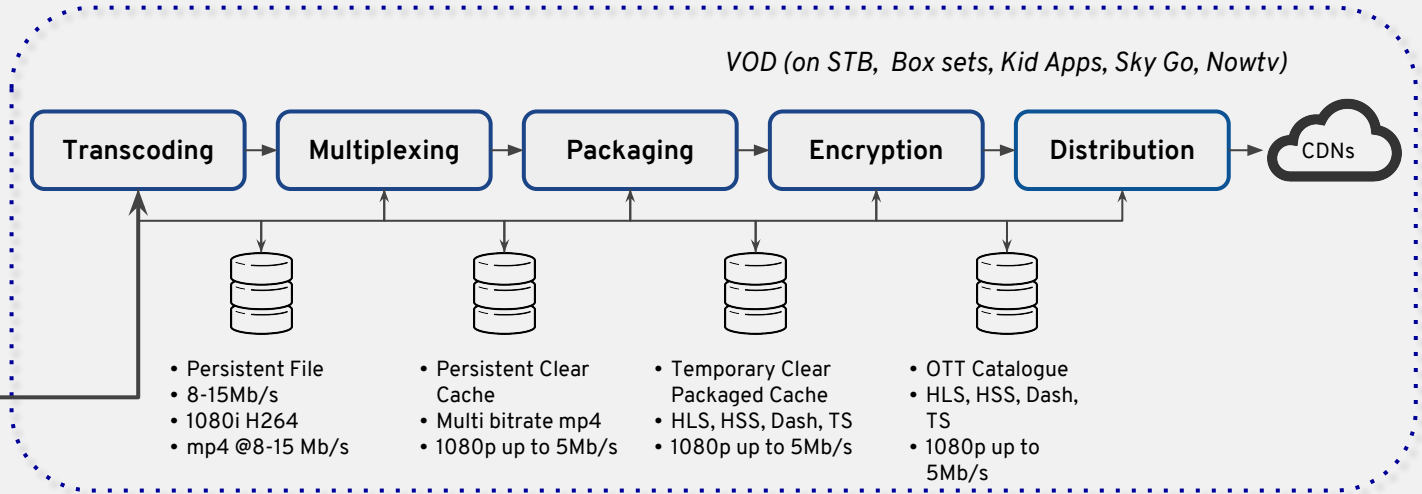 VOD (on STB, Box sets, Kid Apps, Sky Go, Nowtv)
Transcoding
Multiplexing
Packaging
Encryption
Distribution
CDNs
• Persistent File
• 8-15Mb/s
• 1080i H264
• mp4 @8-15 Mb/s
• Persistent Clear
Cache
• Multi bitrate mp4
• 1080p up to 5Mb/s
• Temporary Clear
Packaged Cache
• HLS, HSS, Dash, TS
• 1080p up to 5Mb/s
• OTT Catalogue
• HLS, HSS, Dash,
TS
• 1080p up to
5Mb/s